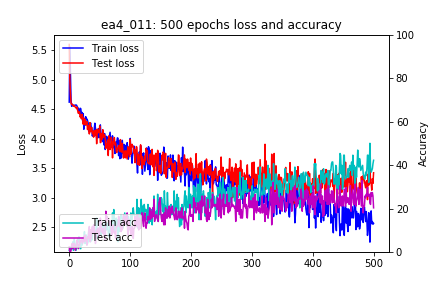 ea4_011: 500 epochs loss and accuracy
Train loss
Test loss
Train acc
Test acc
Loss
5.5
5.0
4.5
4.0
3.5
3.0
2.5
Accuracy
100
80
60
40
20
0
0
100
200
300
400
500